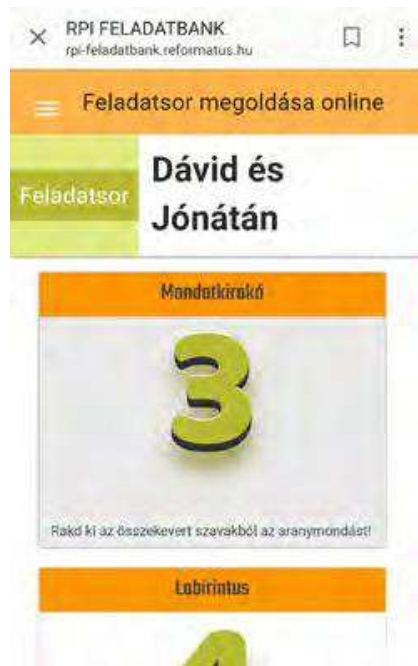 RPI FELADATBANK
rpi-feladatbank.reformatus.hu
Feladatsor megoldása online
Feladatsor
Dávid és
Jónátán
Mondatkirakó
3
Rakd ki az összekevert szavakból az aranymondást!
Labirintus
4